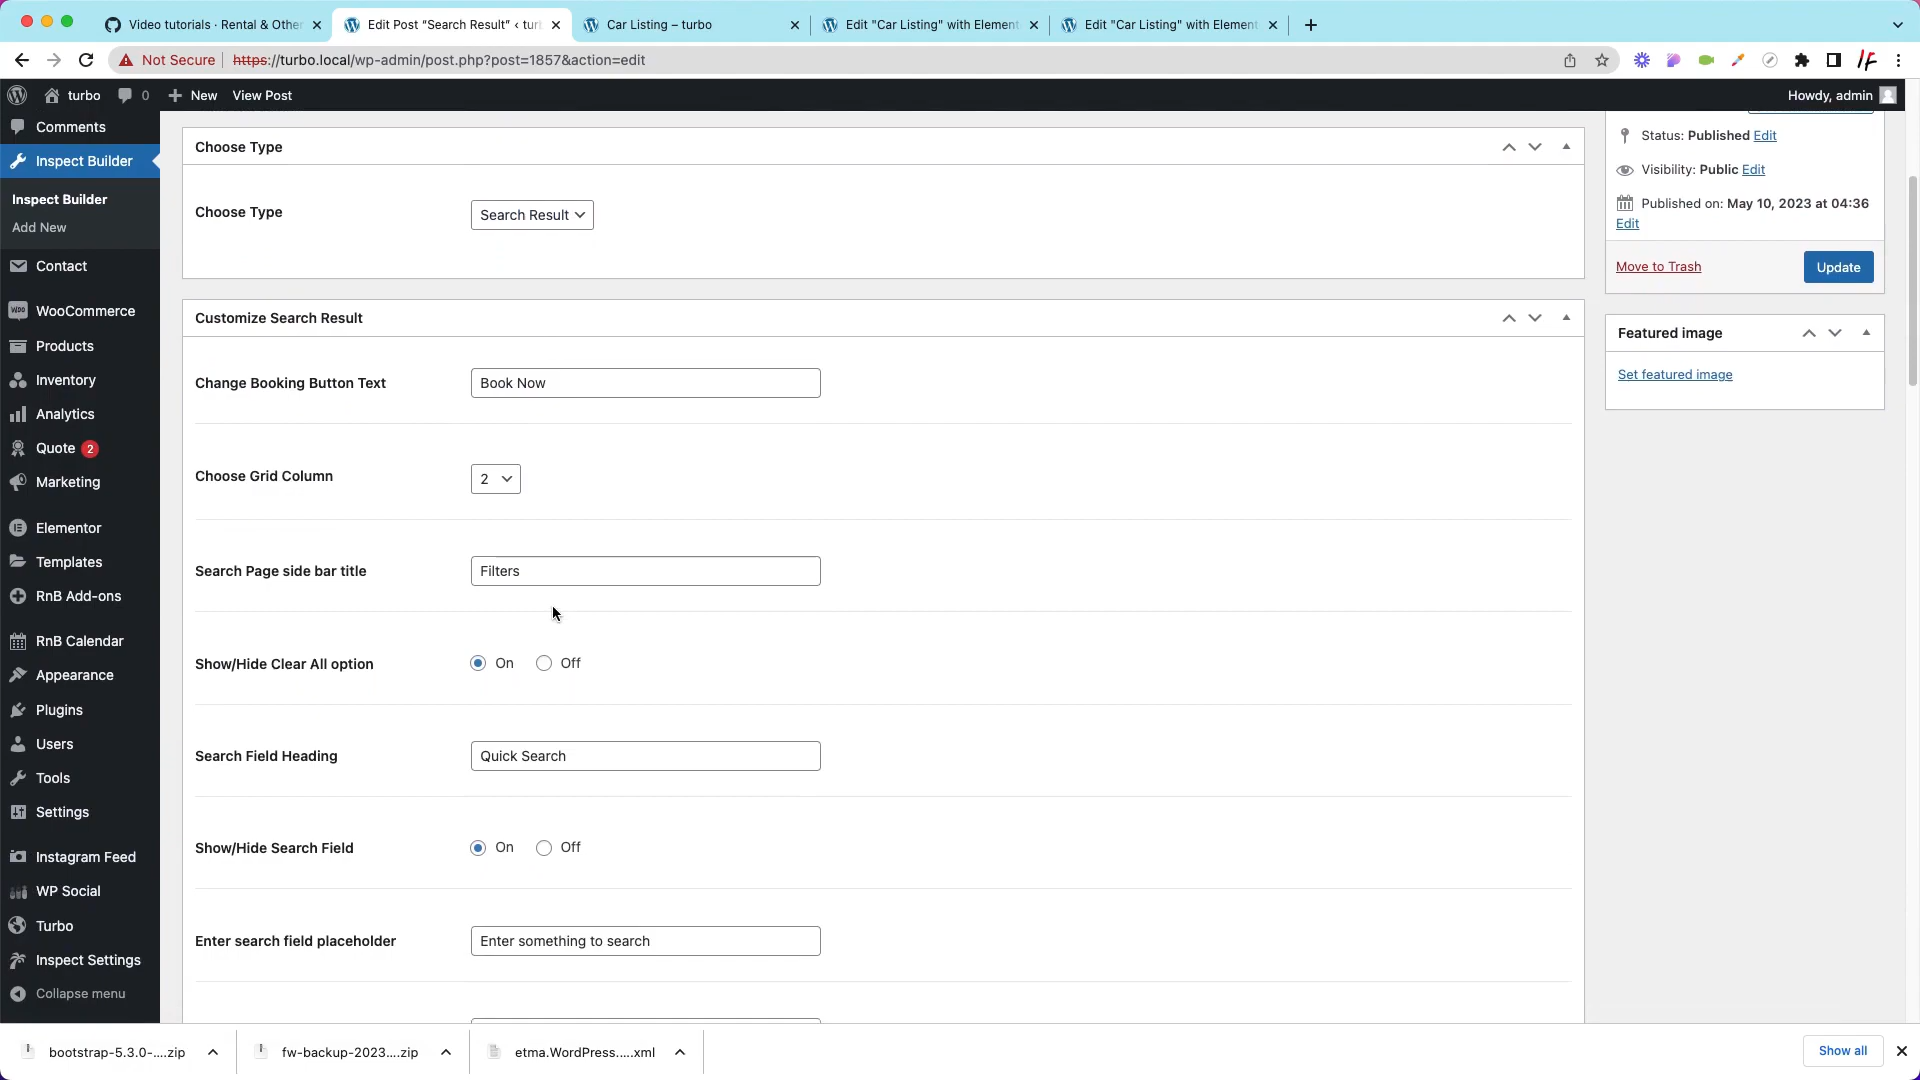 Video tutorials · Rental & Other
Edit Post “Search Result” ‹ turb
Car Listing – turbo
Edit "Car Listing" with Element
Edit "Car Listing" with Element
Not Secure
https://turbo.local/wp-admin/post.php?post=1857&action=edit
turbo
0
New
View Post
Howdy, admin
Comments
Inspect Builder
Inspect Builder
Add New
Contact
WooCommerce
Products
Inventory
Analytics
Quote 2
Marketing
Elementor
Templates
RnB Add-ons
RnB Calendar
Appearance
Plugins
Users
Tools
Settings
Instagram Feed
WP Social
Turbo
Inspect Settings
Collapse menu
Choose Type
Choose Type
Search Result
Customize Search Result
Change Booking Button Text
Book Now
Choose Grid Column
2
Search Page side bar title
Filters
Show/Hide Clear All option
On
Off
Search Field Heading
Quick Search
Show/Hide Search Field
On
Off
Enter search field placeholder
Enter something to search
Status: Published Edit
Visibility: Public Edit
Published on: May 10, 2023 at 04:36
Edit
Move to Trash
Update
Featured image
Set featured image
bootstrap-5.3.0-....zip
fw-backup-2023....zip
etma.WordPress.....xml
Show all